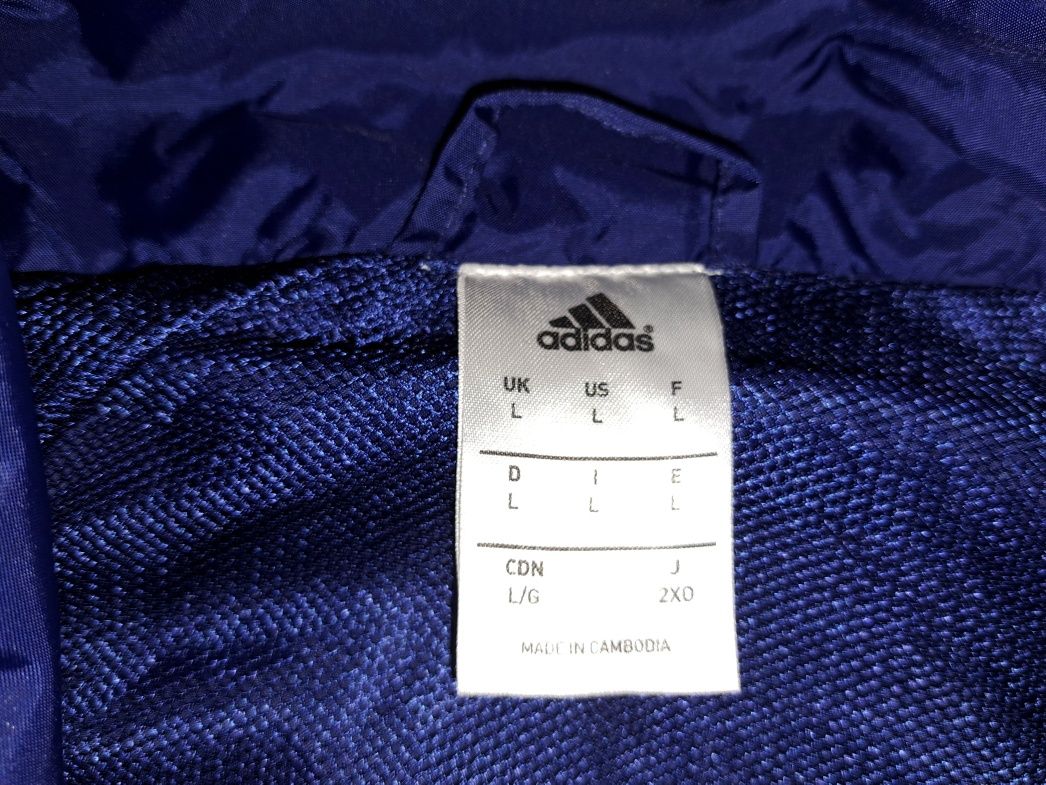 adidas®
UK US F
L L L
D I E
L L L
CDN J
L/G 2XO
MADE IN CAMBODIA